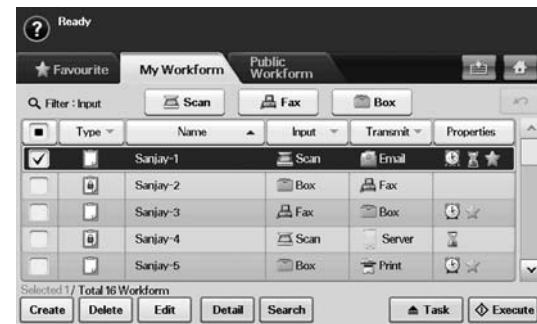 Ready
Favourite
My Workform
Public
Workform
Filter : Input
Scan
Fax
Box
Type
Name
Input
Transmit
Properties
Sanjay-1
Scan
Email
Sanjay-2
Box
Fax
Sanjay-3
Fax
Box
Sanjay-4
Scan
Server
Sanjay-5
Box
Print
Selected 1/ Total 16 Workform
Create
Delete
Edit
Detail
Search
Task
Execute